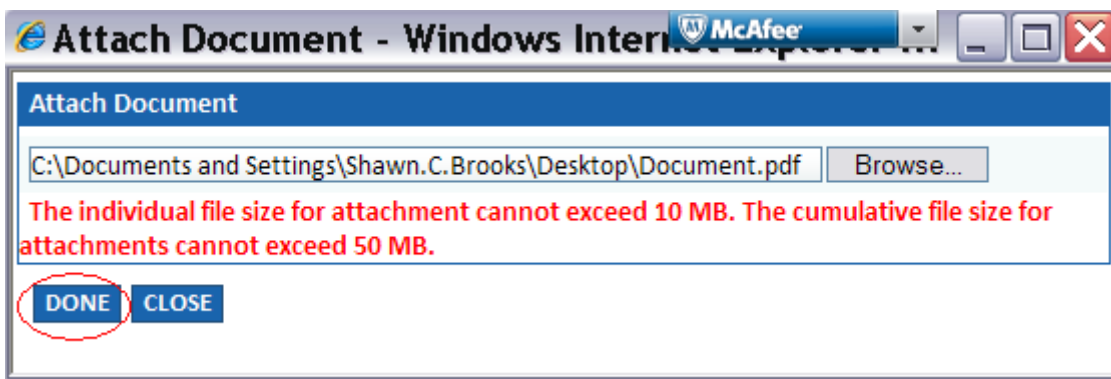 Attach Document - Windows Internet Explorer ...
McAfee
Attach Document
C:\Documents and Settings\Shawn.C.Brooks\Desktop\Document.pdf
Browse...
The individual file size for attachment cannot exceed 10 MB. The cumulative file size for
attachments cannot exceed 50 MB.
DONE CLOSE